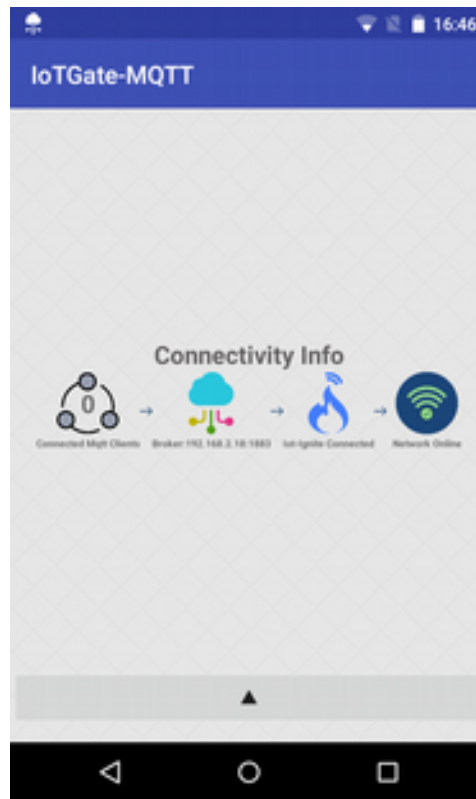 16:46
IoTGate-MQTT
Connectivity Info
0
Connected Mqtt Clients
Broker:192.168.2.18:1883
Iot-Ignite Connected
Network Online